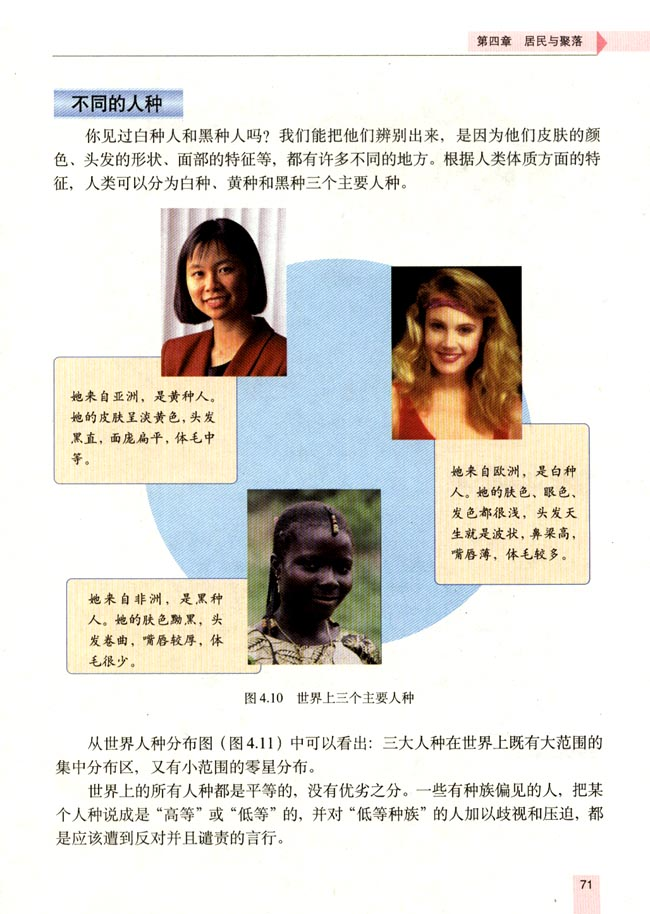 第四章 居民与聚落
不同的人种
你见过白种人和黑种人吗？我们能把他们辨别出来，是因为他们皮肤的颜
色、头发的形状、面部的特征等，都有许多不同的地方。根据人类体质方面的特
征，人类可以分为白种、黄种和黑种三个主要人种。
她来自亚洲，是黄种人。
她的皮肤呈淡黄色，头发
黑直，面庞扁平，体毛中
等。
她来自欧洲，是白种
人。她的肤色、眼色、
发色都很浅，头发天
生就是波状，鼻梁高，
嘴唇薄，体毛较多。
她来自非洲，是黑种
人。她的肤色黝黑，头
发卷曲，嘴唇较厚，体
毛很少。
图4.10 世界上三个主要人种
从世界人种分布图（图4.11）中可以看出：三大人种在世界上既有大范围的
集中分布区，又有小范围的零星分布。
世界上的所有人种都是平等的，没有优劣之分。一些有种族偏见的人，把某
个人种说成是“高等”或“低等”的，并对“低等种族”的人加以歧视和压迫，都
是应该遭到反对并且谴责的言行。
71